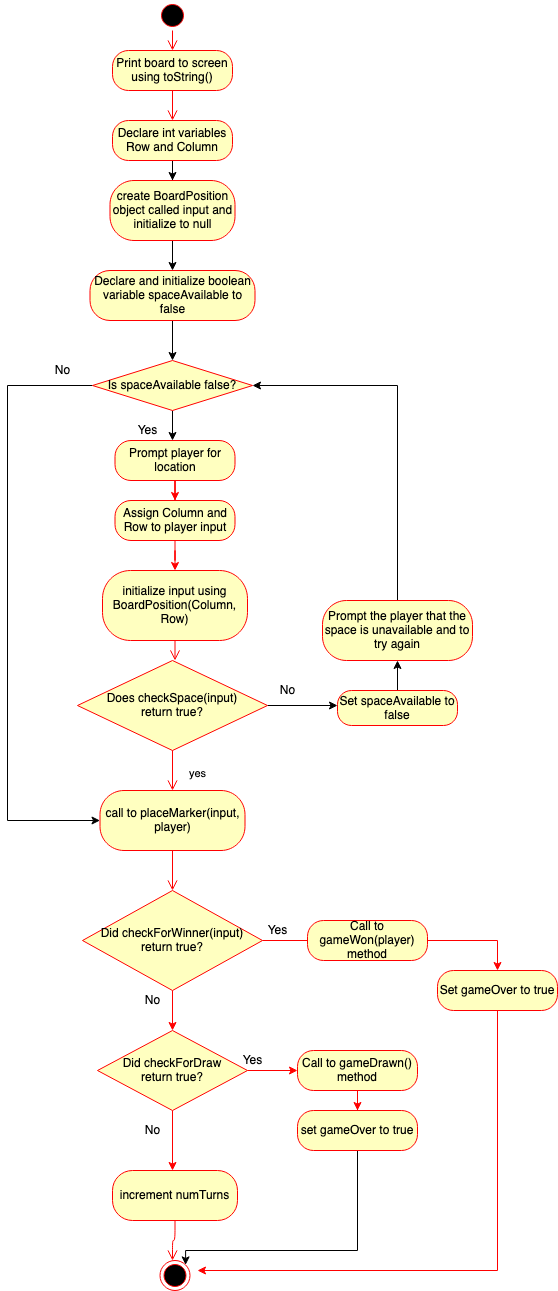 Print board to screen
using toString()
Declare int variables
Row and Column
create BoardPosition
object called input and
initialize to null
Declare and initialize boolean
variable spaceAvailable to
false
No
Is spaceAvailable false?
Yes
Prompt player for
location
Assign Column and
Row to player input
initialize input using
BoardPosition(Column,
Row)
Prompt the player that the
space is unavailable and to
try again
Does checkSpace(input)
return true?
No
Set spaceAvailable to
false
yes
call to placeMarker(input,
player)
Did checkForWinner(input)
return true?
Yes
Call to
gameWon(player)
method
Set gameOver to true
No
Did checkForDraw
return true?
Yes
Call to gameDrawn()
method
No
set gameOver to true
increment numTurns